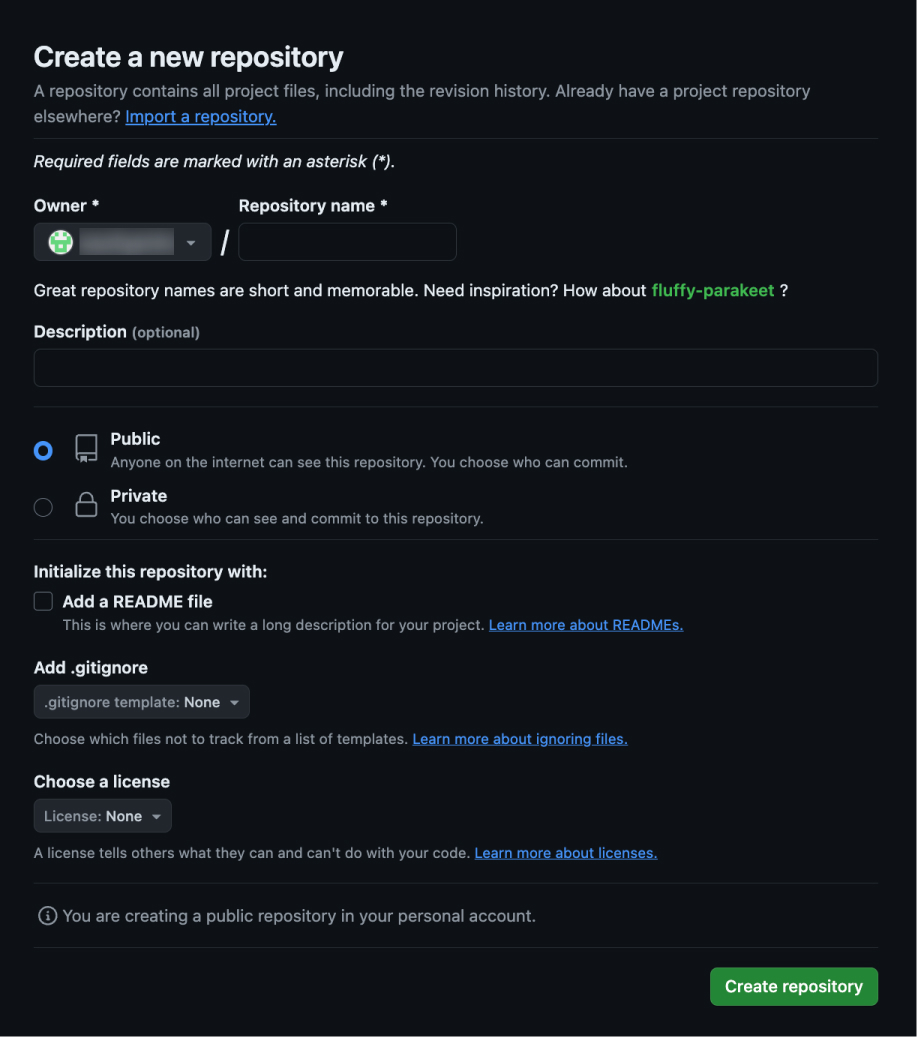 Create a new repository
A repository contains all project files, including the revision history. Already have a project repository
elsewhere? Import a repository.
Required fields are marked with an asterisk (*).
Owner * Repository name *
/
Great repository names are short and memorable. Need inspiration? How about fluffy-parakeet ?
Description (optional)
Public
Anyone on the internet can see this repository. You choose who can commit.
Private
You choose who can see and commit to this repository.
Initialize this repository with:
Add a README file
This is where you can write a long description for your project. Learn more about READMEs.
Add .gitignore
.gitignore template: None
Choose which files not to track from a list of templates. Learn more about ignoring files.
Choose a license
License: None
A license tells others what they can and can't do with your code. Learn more about licenses.
You are creating a public repository in your personal account.
Create repository